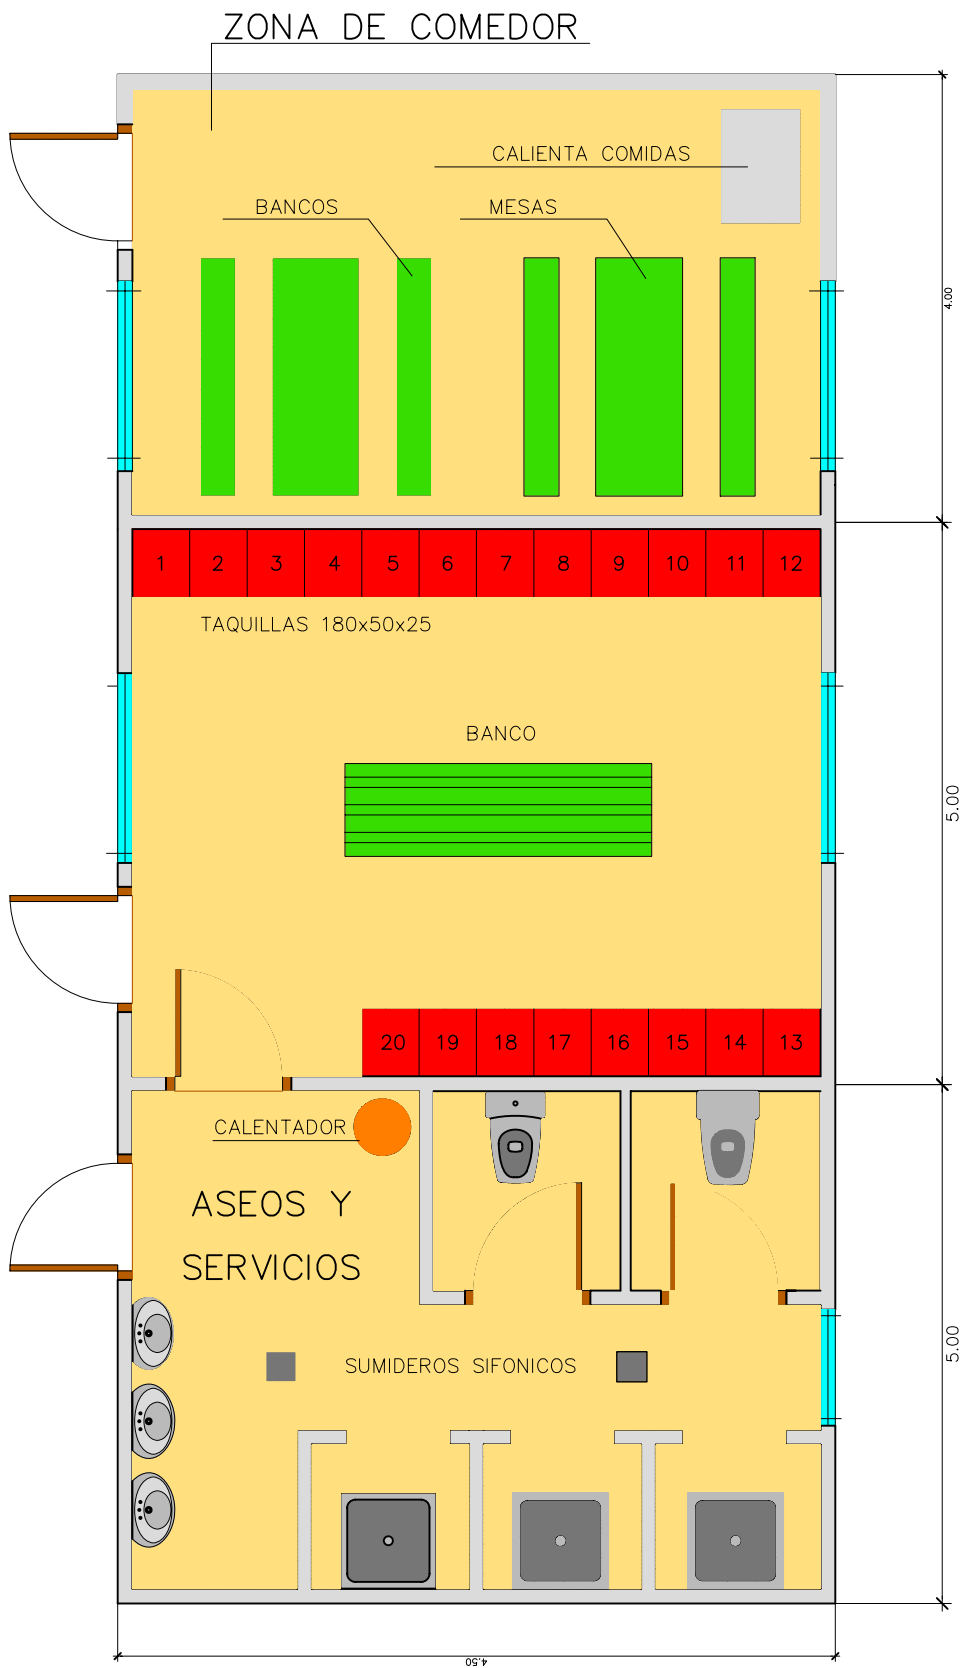 ZONA DE COMEDOR
CALIENTA COMIDAS
BANCOS
MESAS
4.00
1 2 3 4 5 6 7 8 9 10 11 12
TAQUILLAS 180x50x25
BANCO
5.00
20 19 18 17 16 15 14 13
CALENTADOR
ASEOS Y
SERVICIOS
5.00
SUMIDEROS SIFONICOS
4.50